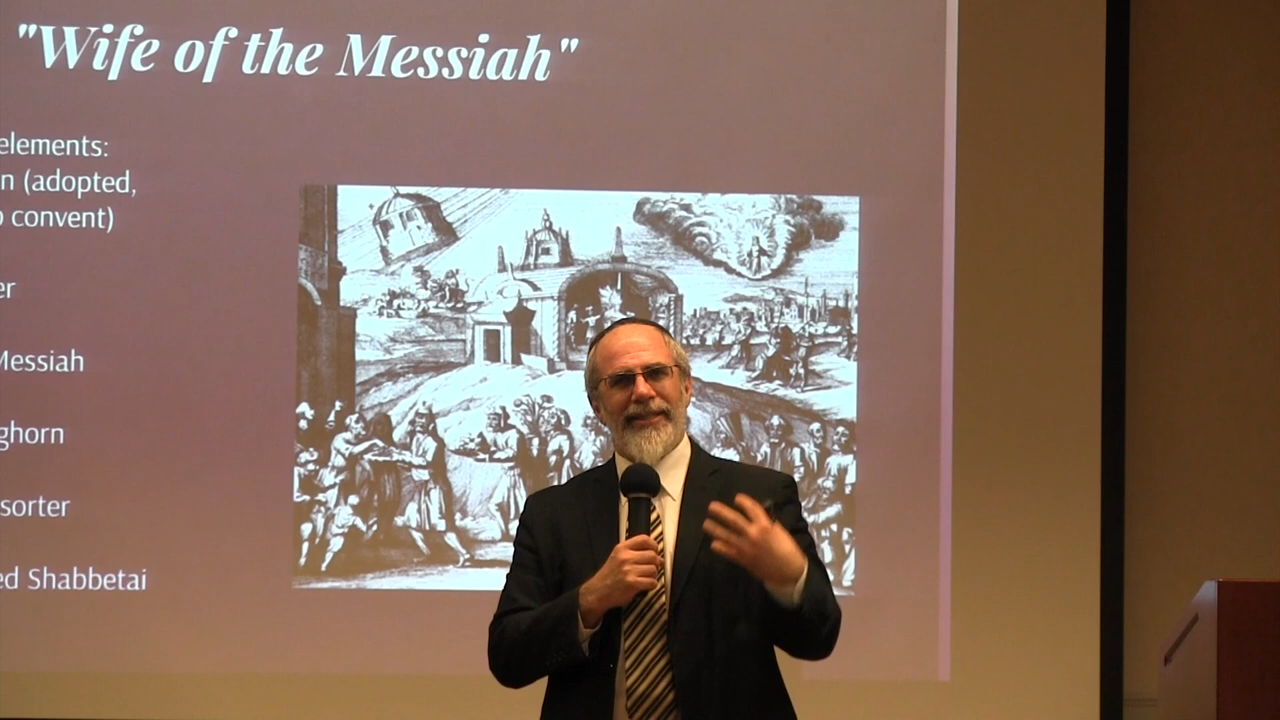 "Wife of the Messiah"
elements:
n (adopted,
convent)
er
Messiah
ghorn
sorter
ed Shabbetai